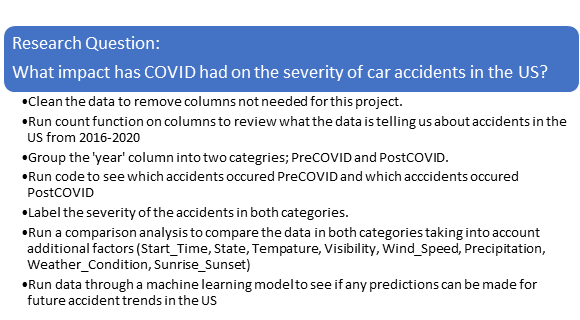 Research Question:
What impact has COVID had on the severity of car accidents in the US?
•Clean the data to remove columns not needed for this project.
•Run count function on columns to review what the data is telling us about accidents in the
US from 2016-2020
•Group the 'year' column into two categries; PreCOVID and PostCOVID.
•Run code to see which accidents occured PreCOVID and which acccidents occured
PostCOVID
•Label the severity of the accidents in both categories.
•Run a comparison analysis to compare the data in both categories taking into account
additional factors (Start_Time, State, Tempature, Visibility, Wind_Speed, Precipitation,
Weather_Condition, Sunrise_Sunset)
•Run data through a machine learning model to see if any predictions can be made for
future accident trends in the US